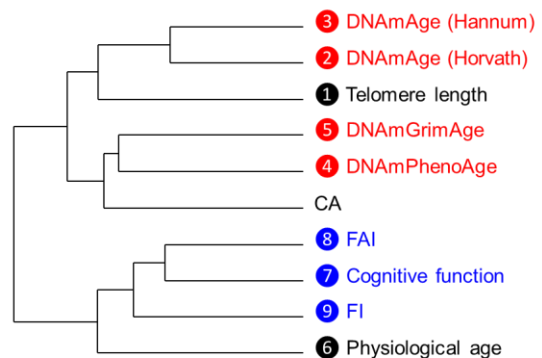 3 DNAmAge (Hannum)
2 DNAmAge (Horvath)
1 Telomere length
5 DNAmGrimAge
4 DNAmPhenoAge
CA
8 FAI
7 Cognitive function
9 FI
6 Physiological age